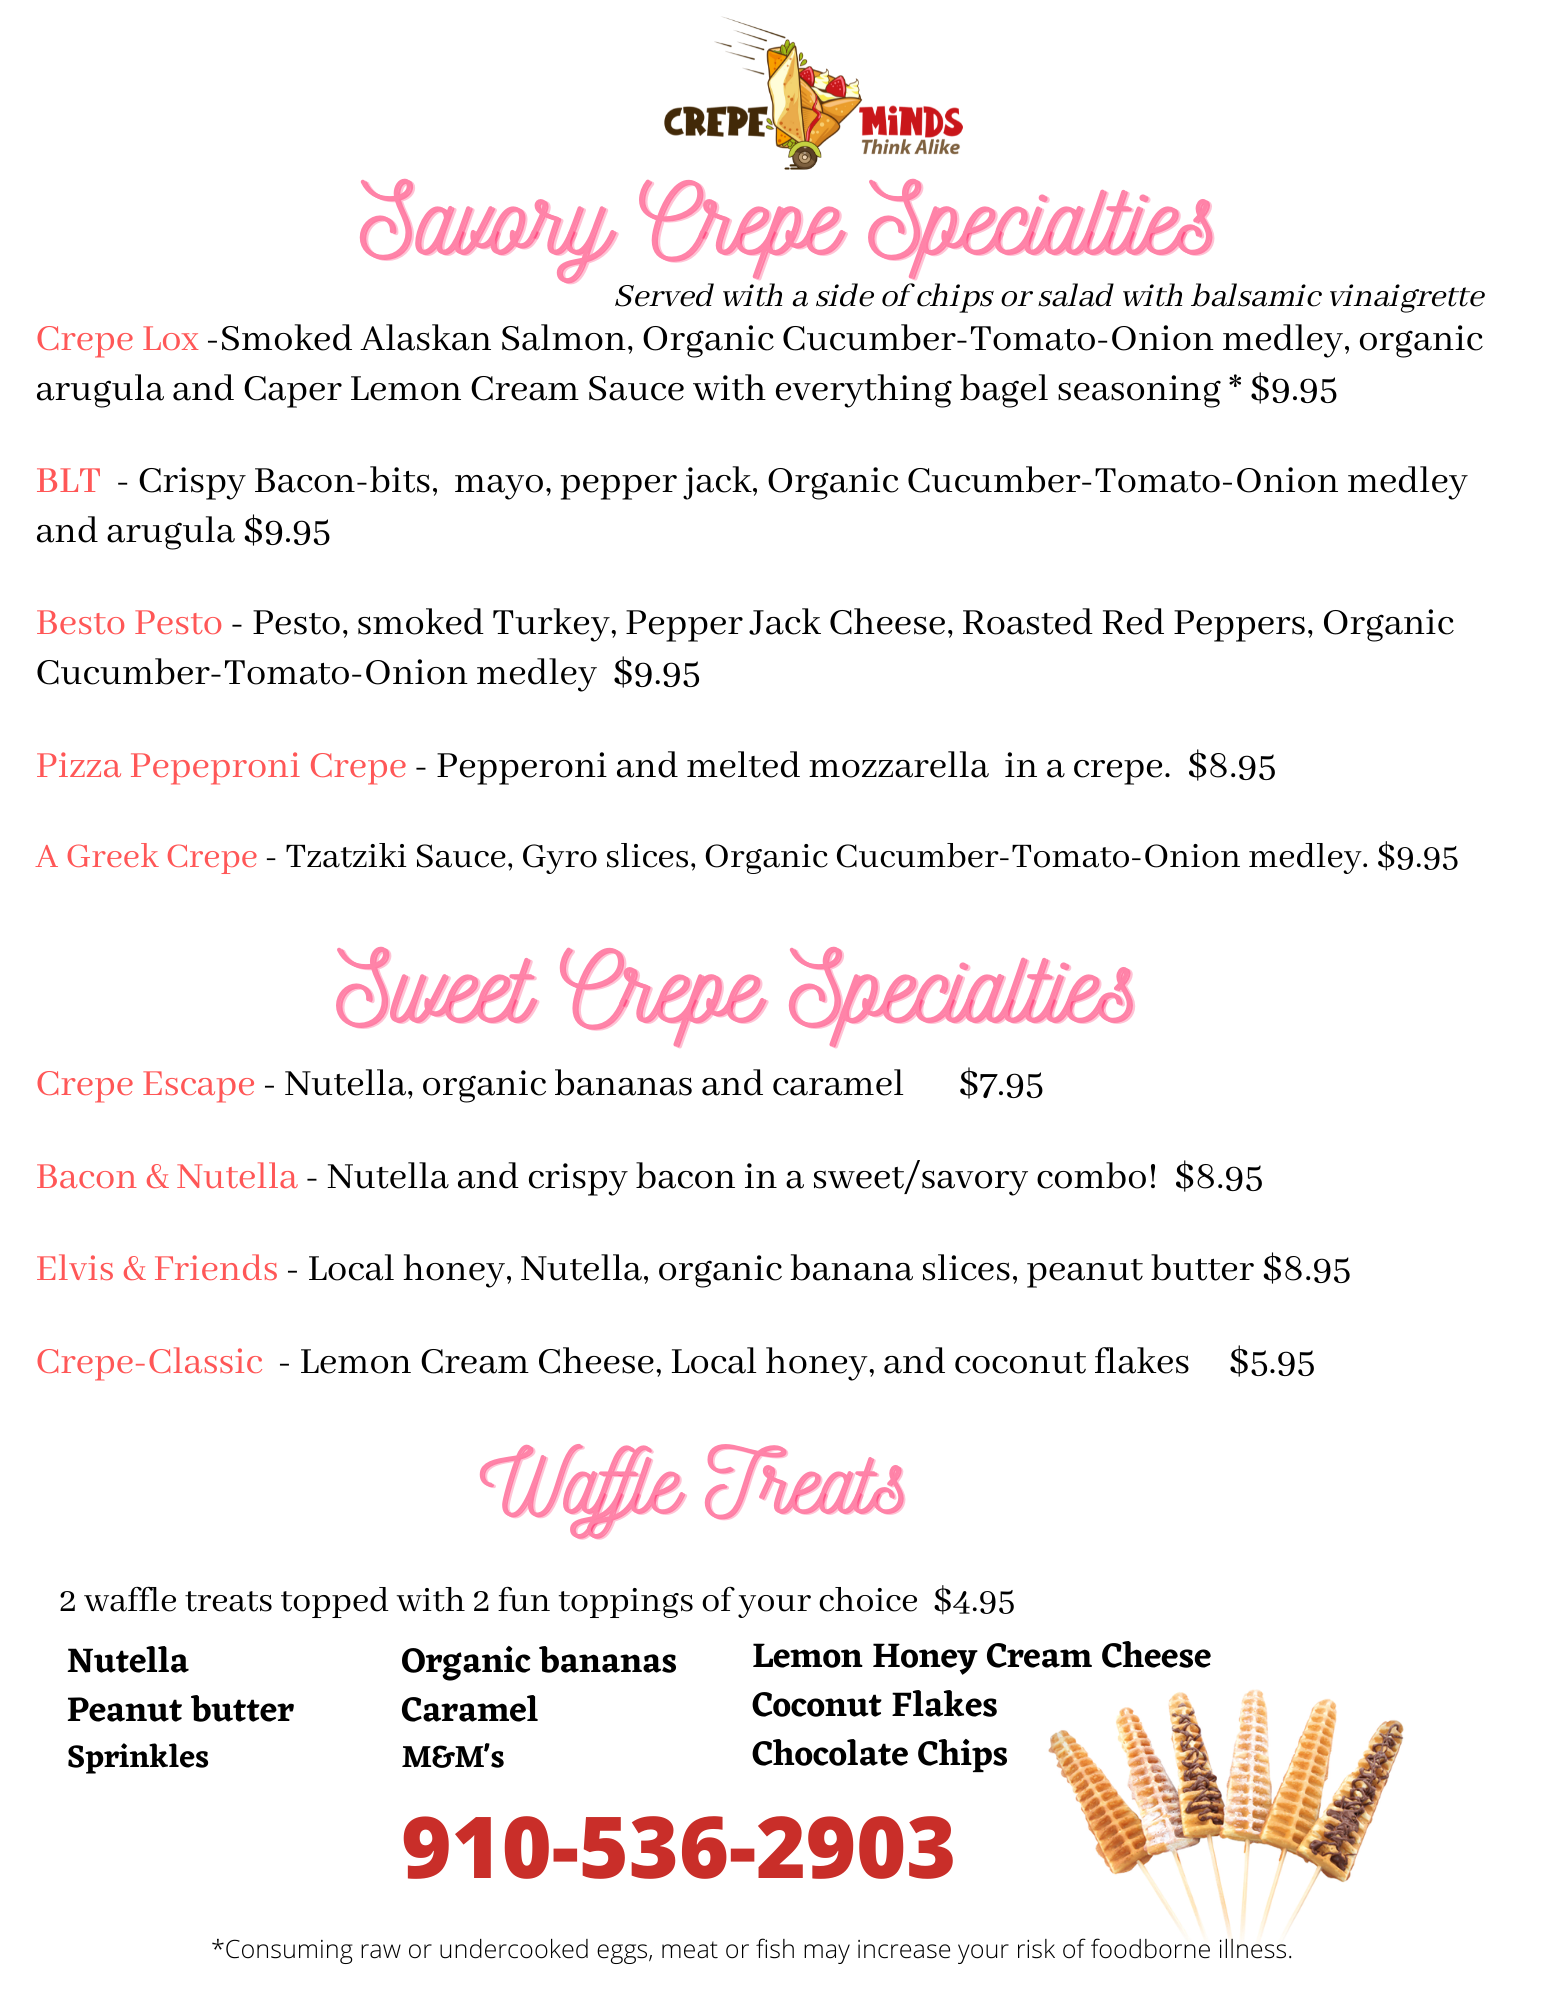 CREPE MiNDS
Think Alike
Savory Crepe Specialties
Served with a side of chips or salad with balsamic vinaigrette
Crepe Lox -Smoked Alaskan Salmon, Organic Cucumber-Tomato-Onion medley, organic
arugula and Caper Lemon Cream Sauce with everything bagel seasoning * $9.95
BLT - Crispy Bacon-bits, mayo, pepper jack, Organic Cucumber-Tomato-Onion medley
and arugula $9.95
Besto Pesto - Pesto, smoked Turkey, Pepper Jack Cheese, Roasted Red Peppers, Organic
Cucumber-Tomato-Onion medley $9.95
Pizza Pepeproni Crepe - Pepperoni and melted mozzarella in a crepe. $8.95
A Greek Crepe - Tzatziki Sauce, Gyro slices, Organic Cucumber-Tomato-Onion medley. $9.95
Sweet Crepe Specialties
Crepe Escape - Nutella, organic bananas and caramel $7.95
Bacon & Nutella - Nutella and crispy bacon in a sweet/savory combo! $8.95
Elvis & Friends - Local honey, Nutella, organic banana slices, peanut butter $8.95
Crepe-Classic - Lemon Cream Cheese, Local honey, and coconut flakes $5.95
Waffle Treats
2 waffle treats topped with 2 fun toppings of your choice $4.95
Nutella
Peanut butter
Sprinkles
Organic bananas
Caramel
M&M's
Lemon Honey Cream Cheese
Coconut Flakes
Chocolate Chips
910-536-2903
*Consuming raw or undercooked eggs, meat or fish may increase your risk of foodborne illness.